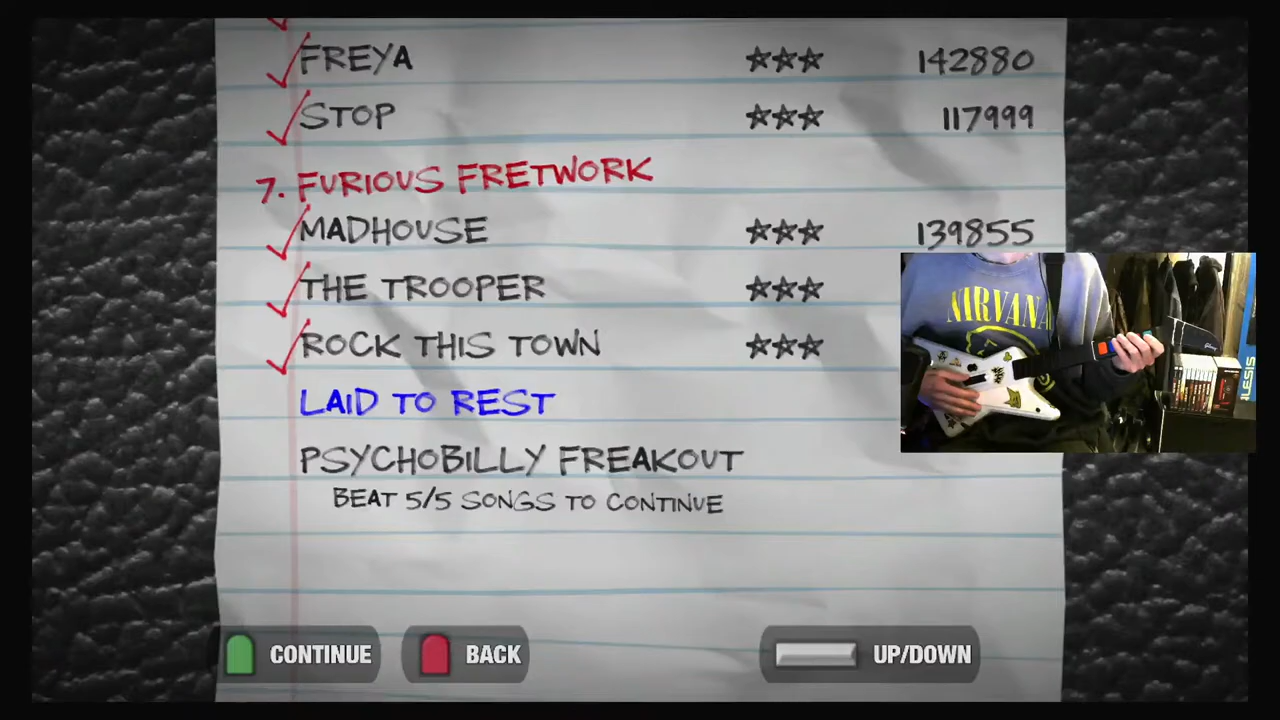 FREYA 142880
STOP 117999
7. FURIOUS FRETWORK
MADHOUSE 139855
THE TROOPER
ROCK THIS TOWN
LAID TO REST
PSYCHOBILLY FREAKOUT
BEAT 5/5 SONGS TO CONTINUE
NIRVANA
LESIS
CONTINUE BACK UP/DOWN